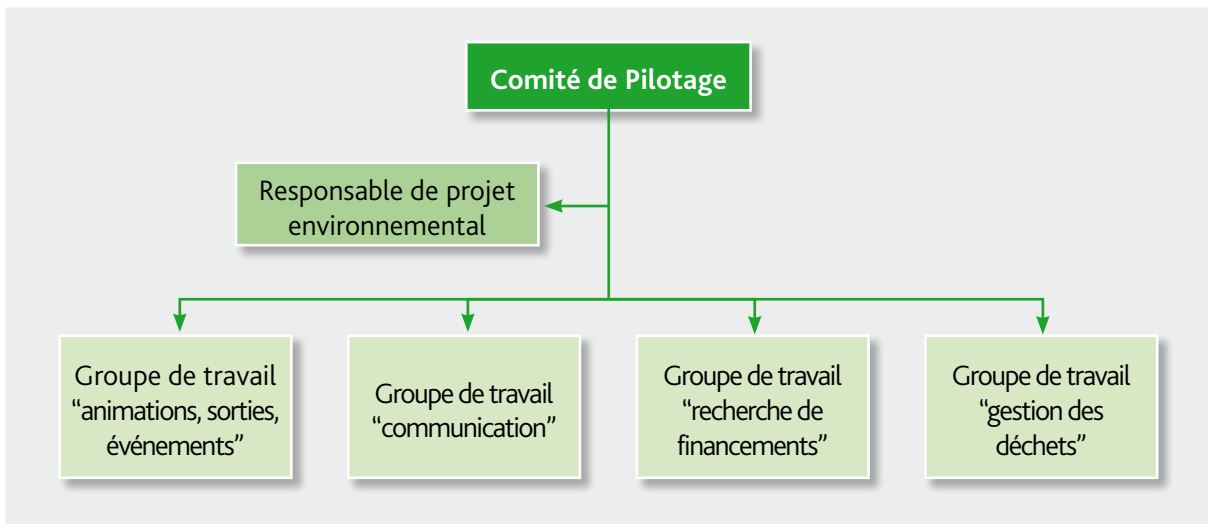 Comité de Pilotage
Responsable de projet
environnemental
Groupe de travail
“animations, sorties,
événements”
Groupe de travail
“communication”
Groupe de travail
“recherche de
financements”
Groupe de travail
“gestion des
déchets”